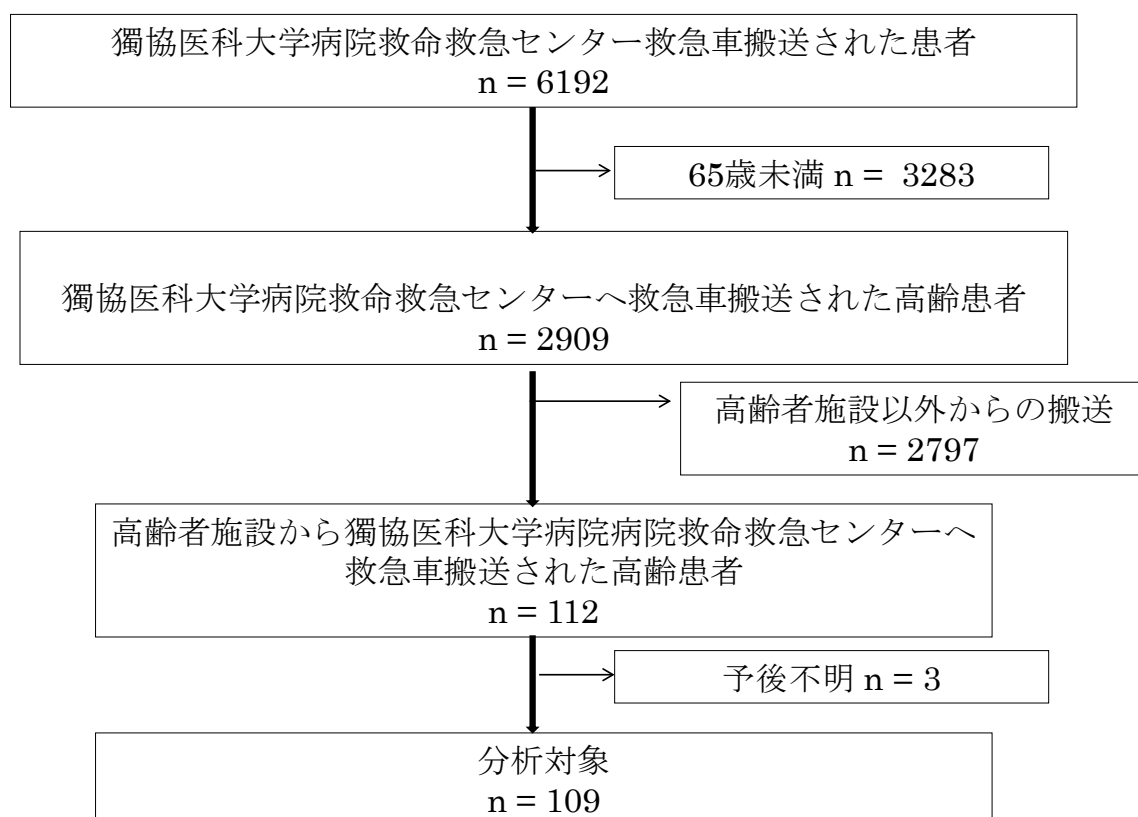 獨協医科大学病院救命救急センター救急車搬送された患者
n = 6192
65歳未満 n = 3283
獨協医科大学病院救命救急センターへ救急車搬送された高齢患者
n = 2909
高齢者施設以外からの搬送
n = 2797
高齢者施設から獨協医科大学病院病院救命救急センターへ
救急車搬送された高齢患者
n = 112
予後不明 n = 3
分析対象
n = 109